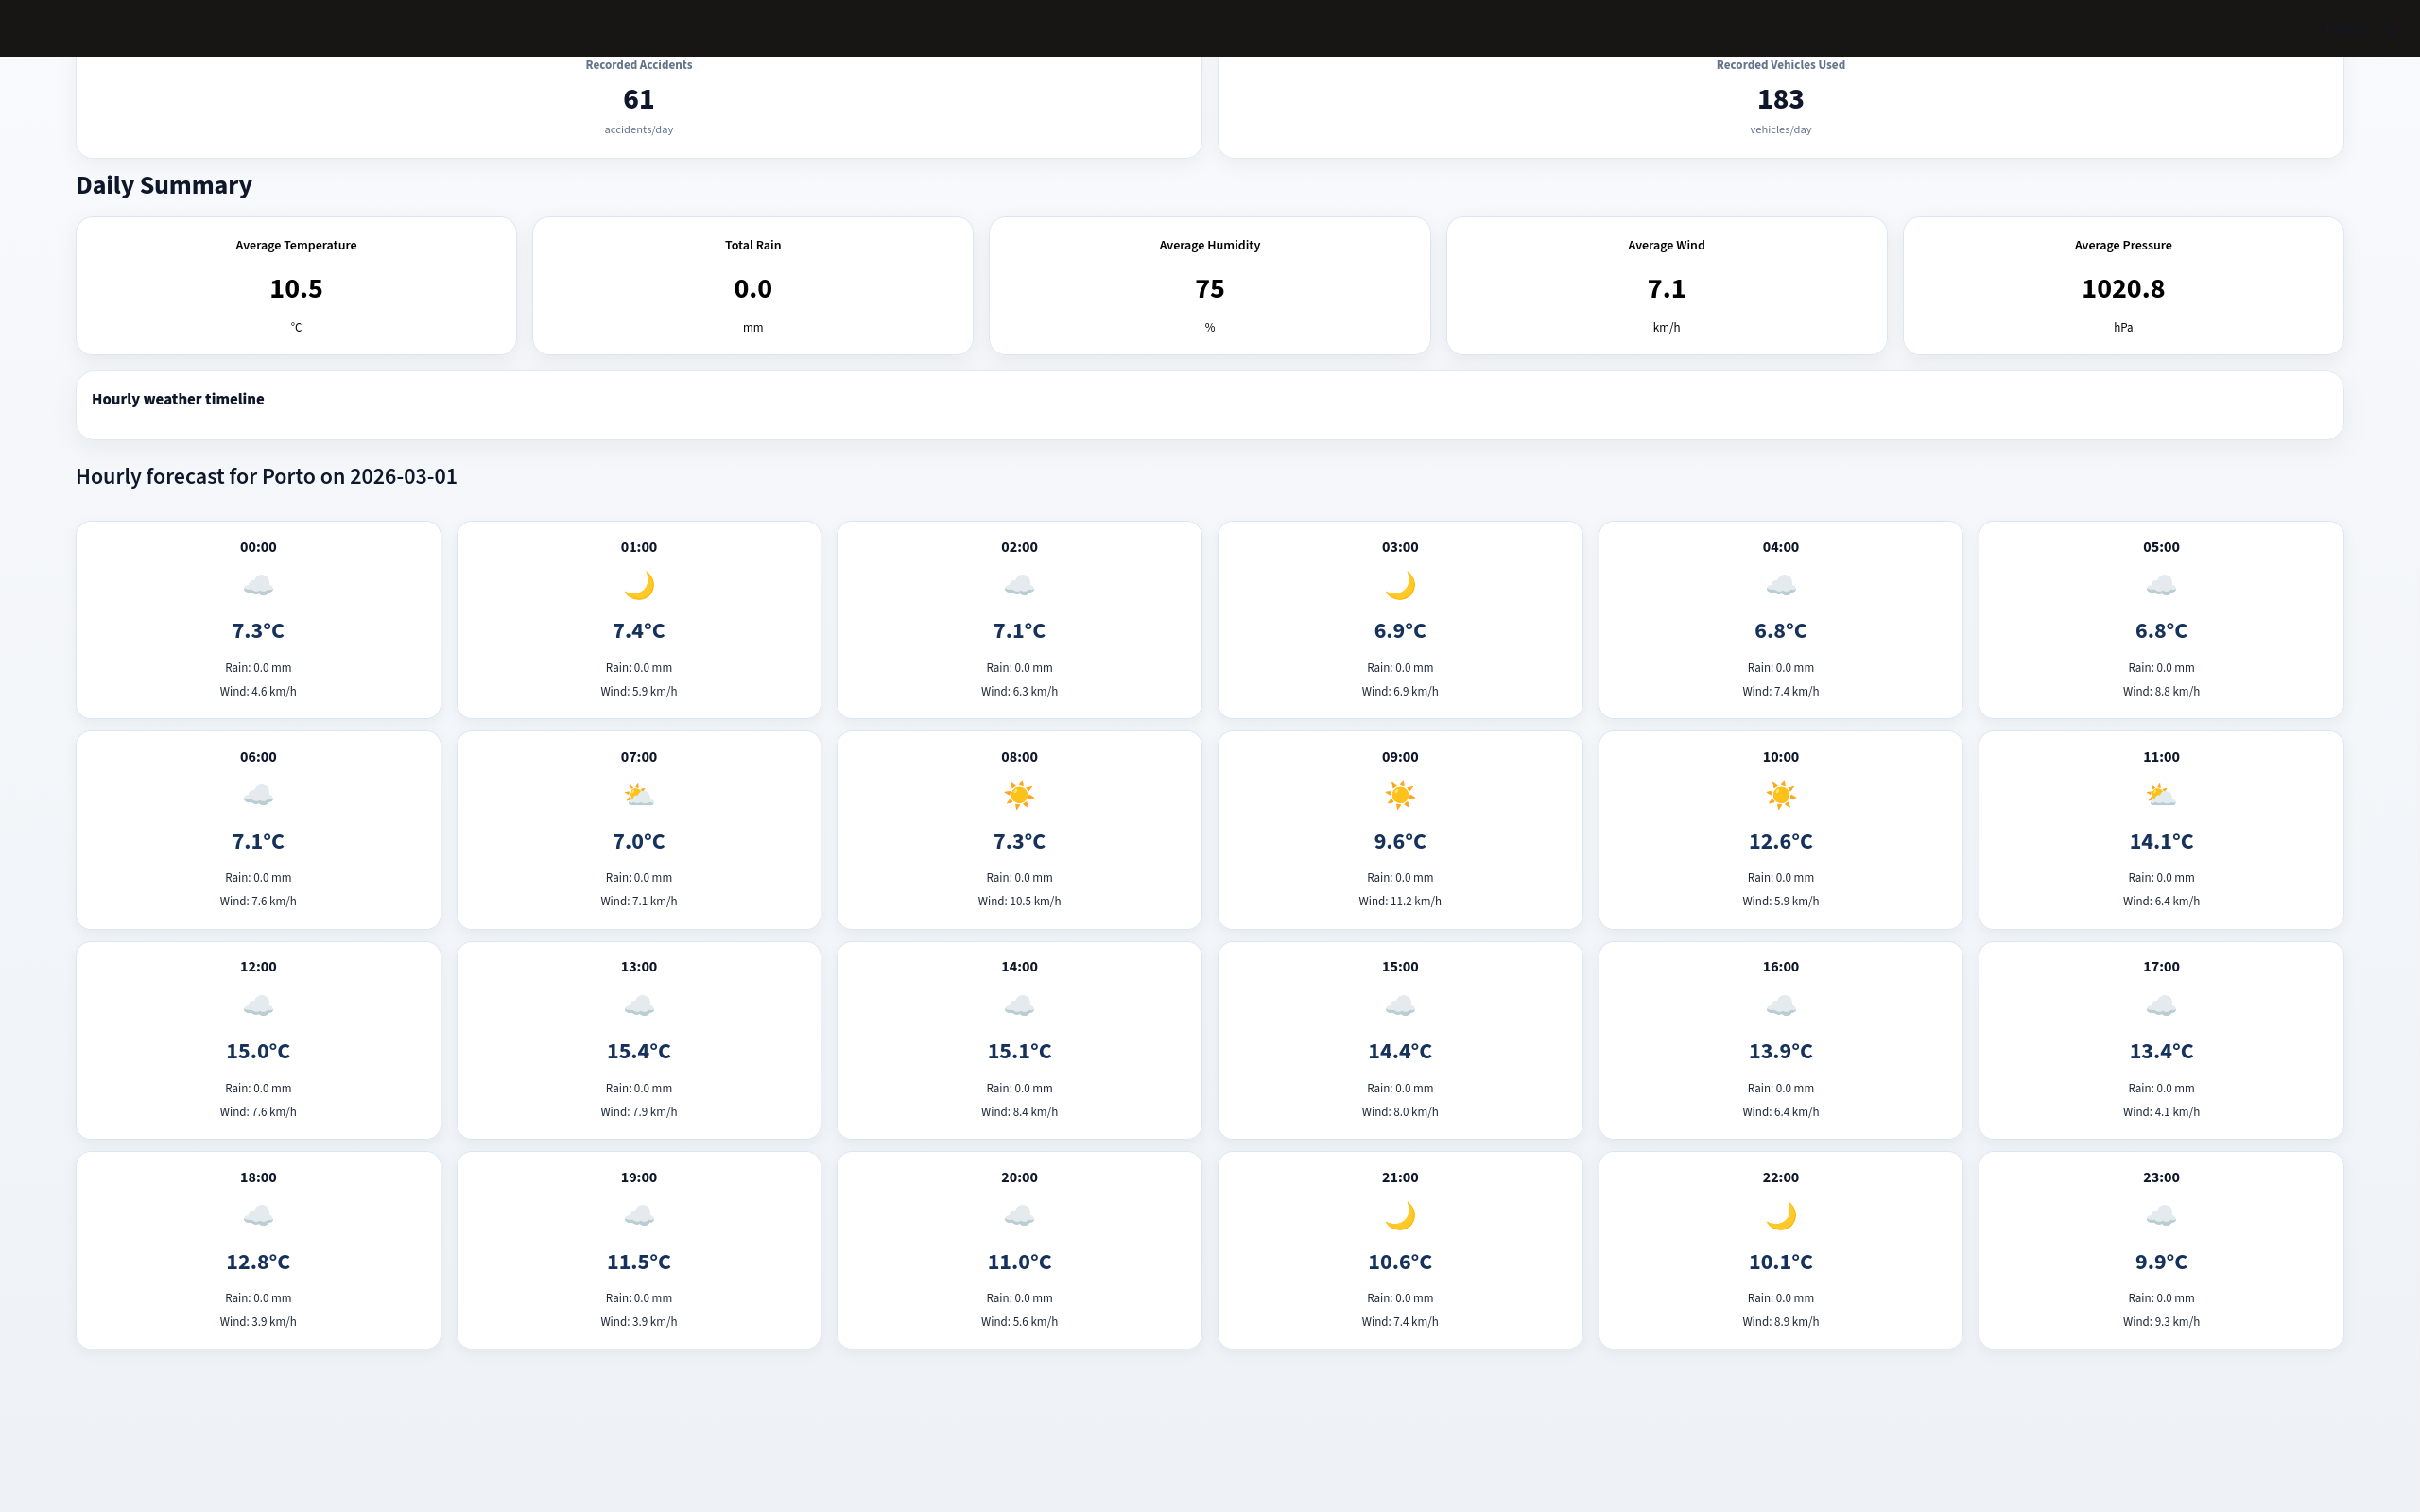 Recorded Accidents
Recorded Vehicles Used
61
183
accidents/day
vehicles/day
Daily Summary
Average Temperature
Total Rain
Average Humidity
Average Wind
Average Pressure
10.5
0.0
75
7.1
1020.8
°C
mm
%
km/h
hPa
Hourly weather timeline
Hourly forecast for Porto on 2026-03-01
00:00
01:00
02:00
03:00
04:00
05:00
7.3°C
7.4°C
7.1°C
6.9°C
6.8°C
6.8°C
Rain: 0.0 mm
Rain: 0.0 mm
Rain: 0.0 mm
Rain: 0.0 mm
Rain: 0.0 mm
Rain: 0.0 mm
Wind: 4.6 km/h
Wind: 5.9 km/h
Wind: 6.3 km/h
Wind: 6.9 km/h
Wind: 7.4 km/h
Wind: 8.8 km/h
06:00
07:00
08:00
09:00
10:00
11:00
7.1°C
7.0°C
7.3°C
9.6°C
12.6°C
14.1°C
Rain: 0.0 mm
Rain: 0.0 mm
Rain: 0.0 mm
Rain: 0.0 mm
Rain: 0.0 mm
Rain: 0.0 mm
Wind: 7.6 km/h
Wind: 7.1 km/h
Wind: 10.5 km/h
Wind: 11.2 km/h
Wind: 5.9 km/h
Wind: 6.4 km/h
12:00
13:00
14:00
15:00
16:00
17:00
15.0°C
15.4°C
15.1°C
14.4°C
13.9°C
13.4°C
Rain: 0.0 mm
Rain: 0.0 mm
Rain: 0.0 mm
Rain: 0.0 mm
Rain: 0.0 mm
Rain: 0.0 mm
Wind: 7.6 km/h
Wind: 7.9 km/h
Wind: 8.4 km/h
Wind: 8.0 km/h
Wind: 6.4 km/h
Wind: 4.1 km/h
18:00
19:00
20:00
21:00
22:00
23:00
12.8°C
11.5°C
11.0°C
10.6°C
10.1°C
9.9°C
Rain: 0.0 mm
Rain: 0.0 mm
Rain: 0.0 mm
Rain: 0.0 mm
Rain: 0.0 mm
Rain: 0.0 mm
Wind: 3.9 km/h
Wind: 3.9 km/h
Wind: 5.6 km/h
Wind: 7.4 km/h
Wind: 8.9 km/h
Wind: 9.3 km/h